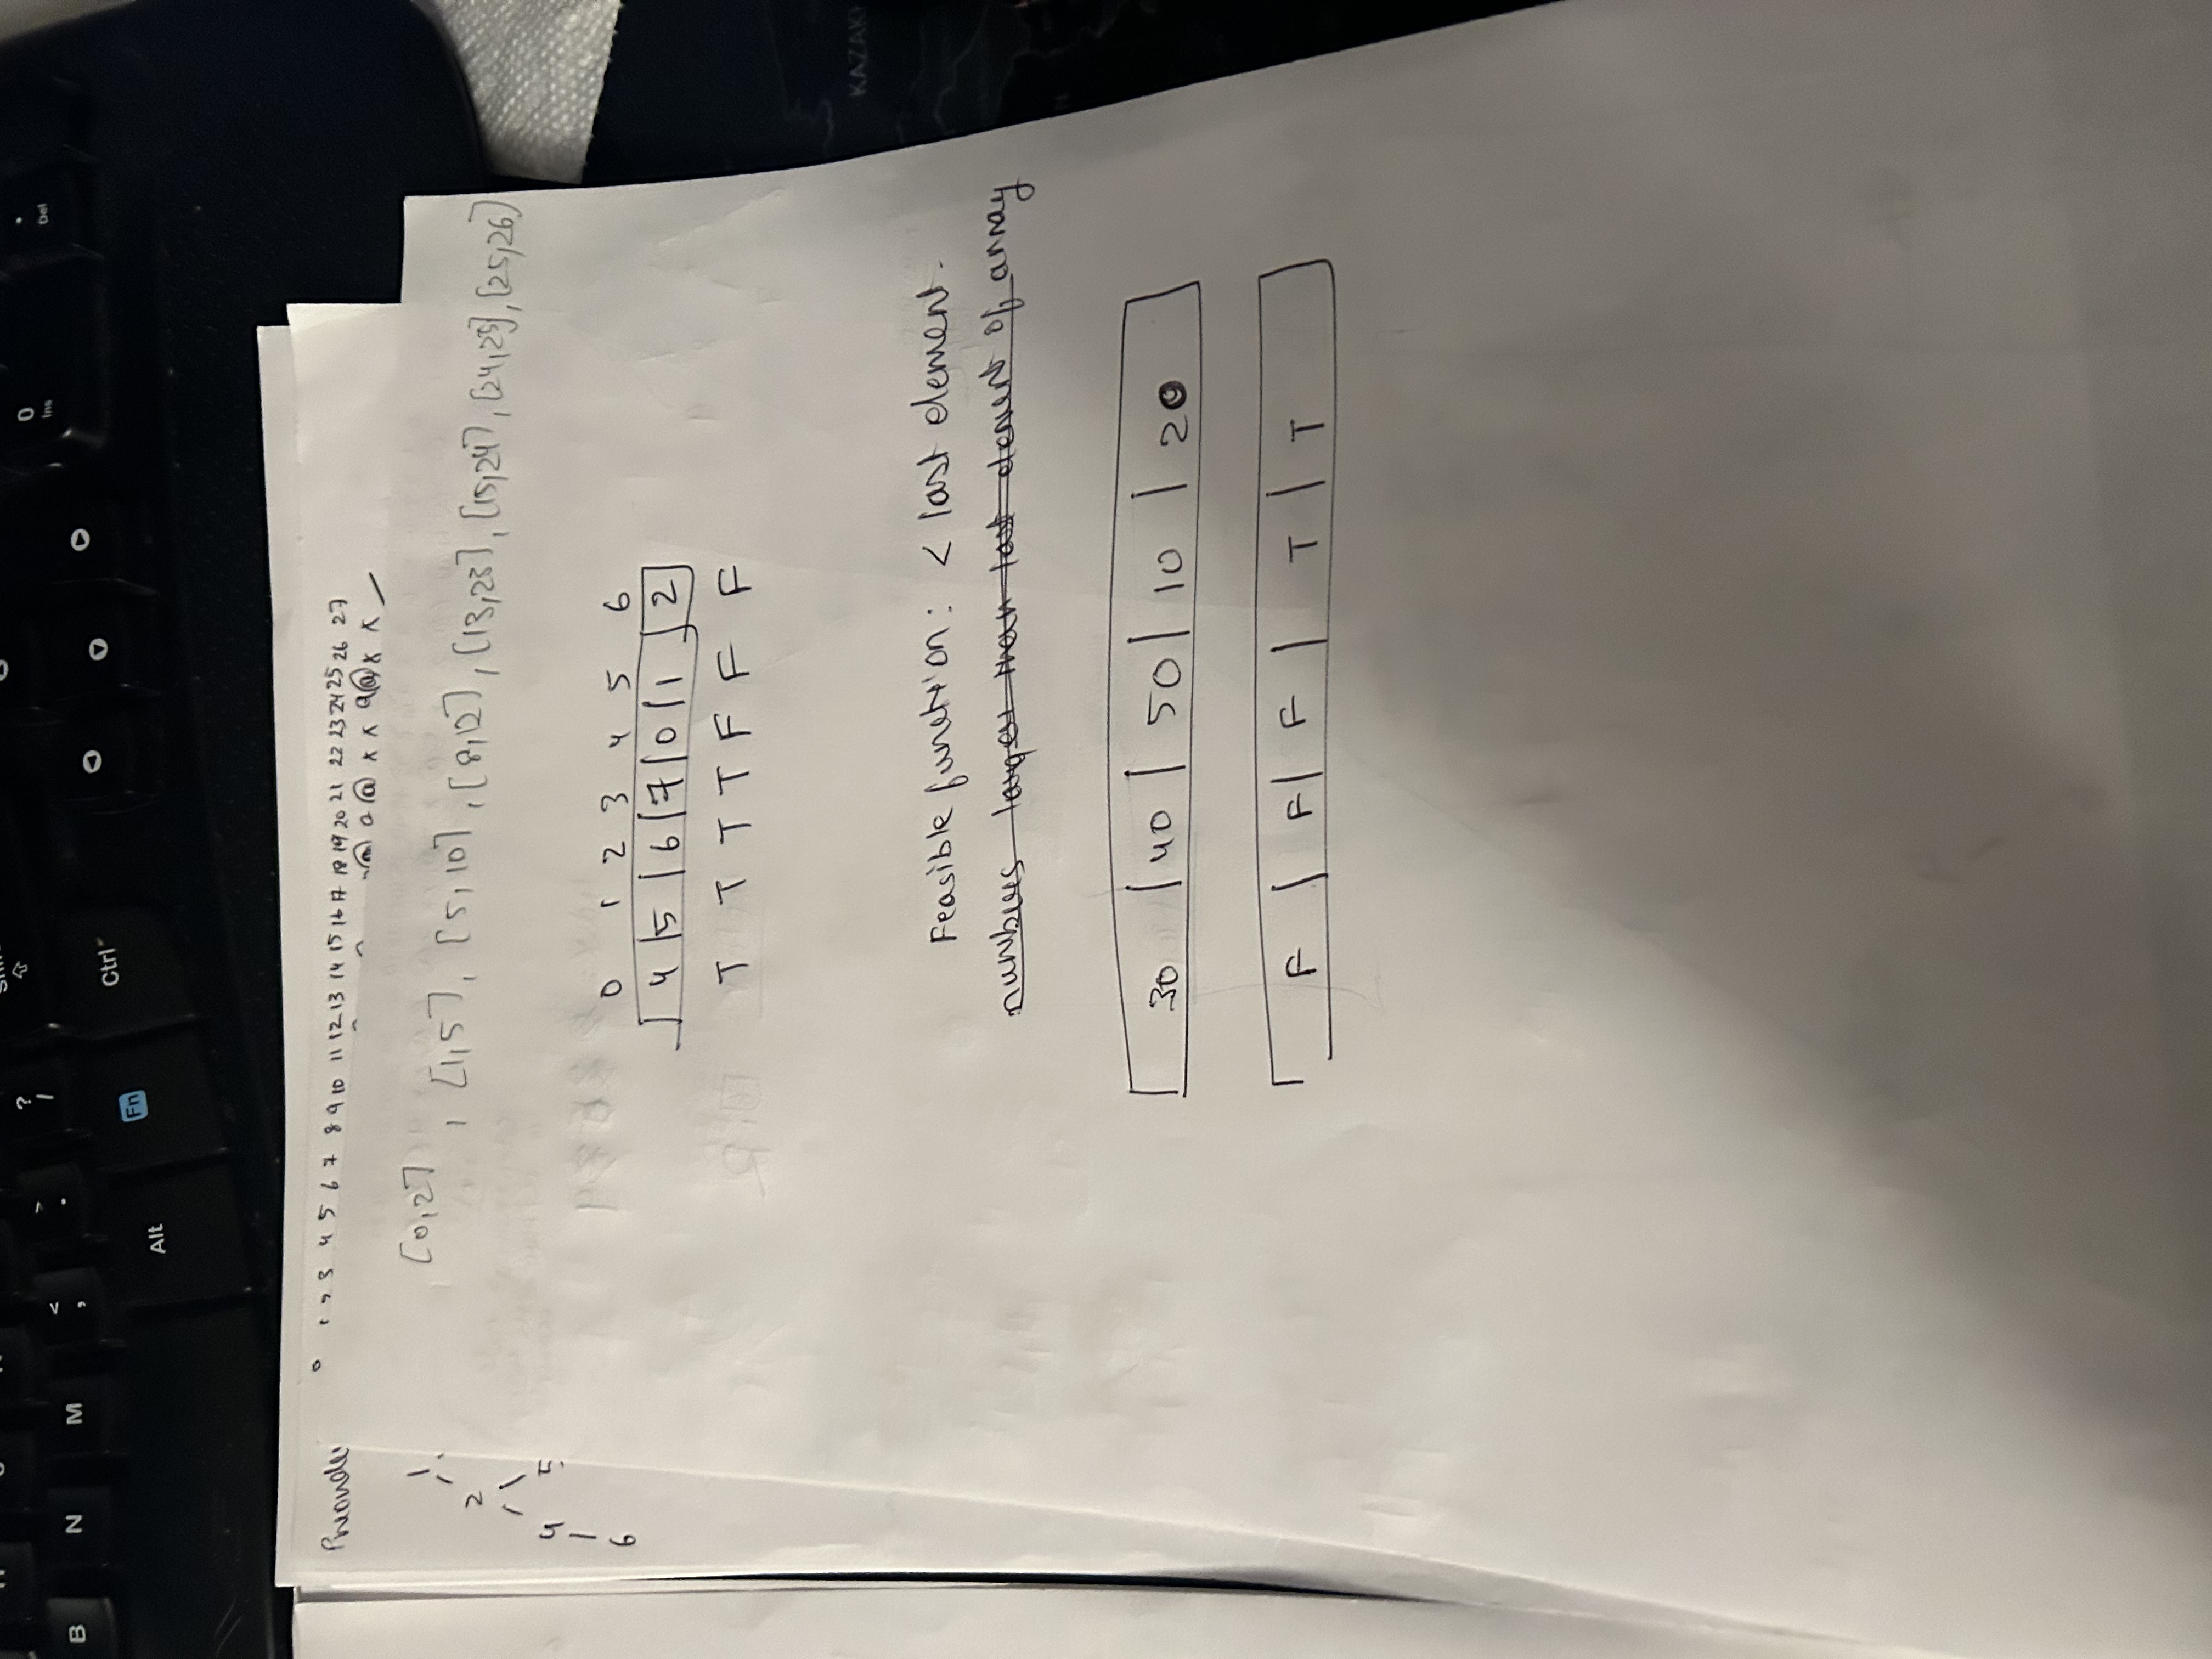 ? /
0 Ins
. Del
B N M < , > .
Alt Fn Ctrl
0 1 2 3 4 5 6 7 8 9 10 11 12 13 14 15 16 17 18 19 20 21 22 23 24 25 26 27
[0,2], [1,5], [5,10], [8,12], [13,23], [15,24], [24,25], [25,26]
1
2
4 5
6
0 1 2 3 4 5 6
4 5 6 7 0 1 2
T T T T F F F
KAZAK
Feasible function: < last element.
numbers larger than last element of array
30 40 50 10 20
F F F T T